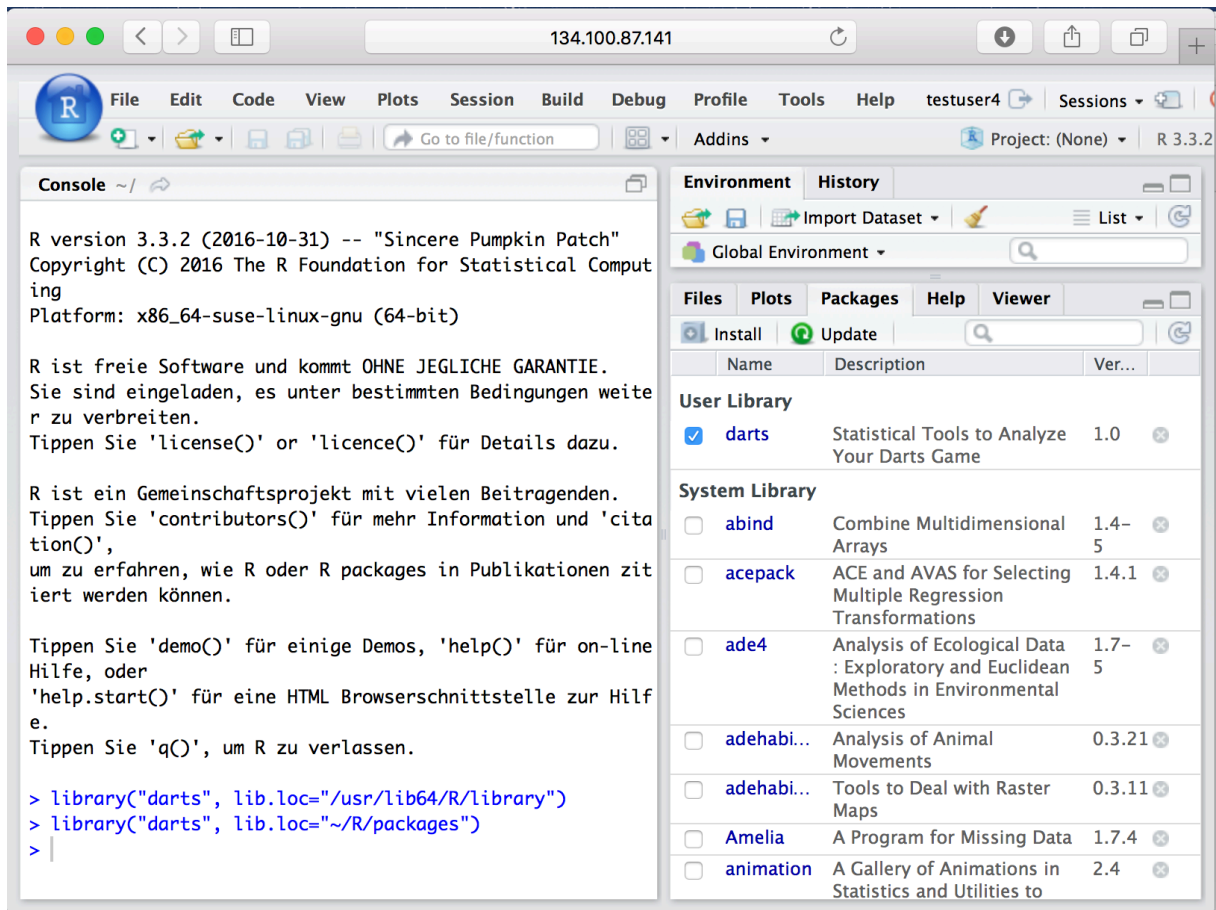 134.100.87.141
R
File Edit Code View Plots Session Build Debug Profile Tools Help testuser4 Sessions
Go to file/function Addins Project: (None) R 3.3.2
Console ~/
R version 3.3.2 (2016-10-31) -- "Sincere Pumpkin Patch"
Copyright (C) 2016 The R Foundation for Statistical Comput
ing
Platform: x86_64-suse-linux-gnu (64-bit)
R ist freie Software und kommt OHNE JEGLICHE GARANTIE.
Sie sind eingeladen, es unter bestimmten Bedingungen weite
r zu verbreiten.
Tippen Sie 'license()' or 'licence()' für Details dazu.
R ist ein Gemeinschaftsprojekt mit vielen Beitragenden.
Tippen Sie 'contributors()' für mehr Information und 'cita
tion()',
um zu erfahren, wie R oder R packages in Publikationen zit
iert werden können.
Tippen Sie 'demo()' für einige Demos, 'help()' für on-line
Hilfe, oder
'help.start()' für eine HTML Browserschnittstelle zur Hilf
e.
Tippen Sie 'q()', um R zu verlassen.
> library("darts", lib.loc="/usr/lib64/R/library")
> library("darts", lib.loc="~/R/packages")
>
Environment History
Import Dataset List
Global Environment
Files Plots Packages Help Viewer
Install Update
Name Description Ver...
User Library
darts Statistical Tools to Analyze 1.0
Your Darts Game
System Library
abind Combine Multidimensional 1.4-
Arrays 5
acepack ACE and AVAS for Selecting 1.4.1
Multiple Regression
Transformations
ade4 Analysis of Ecological Data 1.7-
: Exploratory and Euclidean 5
Methods in Environmental
Sciences
adehabi... Analysis of Animal 0.3.21
Movements
adehabi... Tools to Deal with Raster 0.3.11
Maps
Amelia A Program for Missing Data 1.7.4
animation A Gallery of Animations in 2.4
Statistics and Utilities to